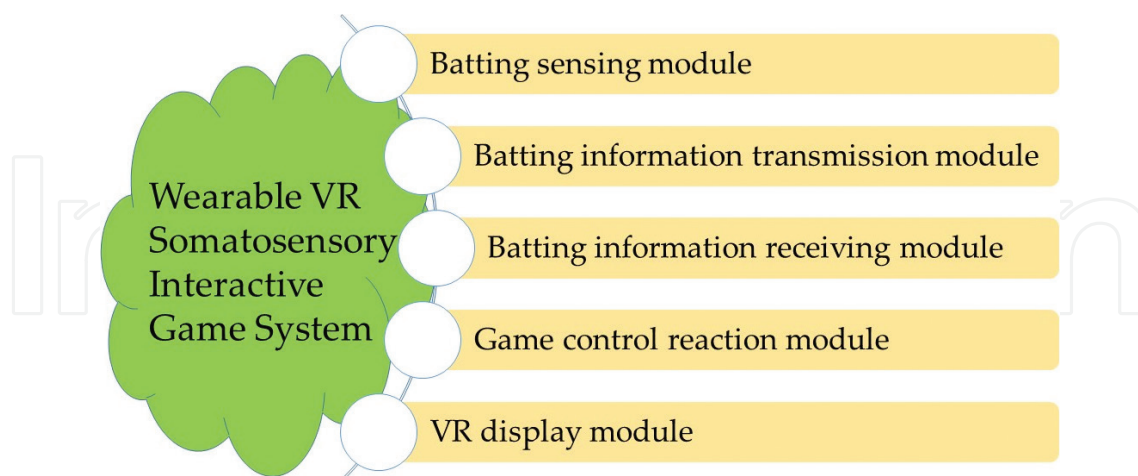 Wearable VR
Somatosensory
Interactive
Game System
Batting sensing module
Batting information transmission module
Batting information receiving module
Game control reaction module
VR display module